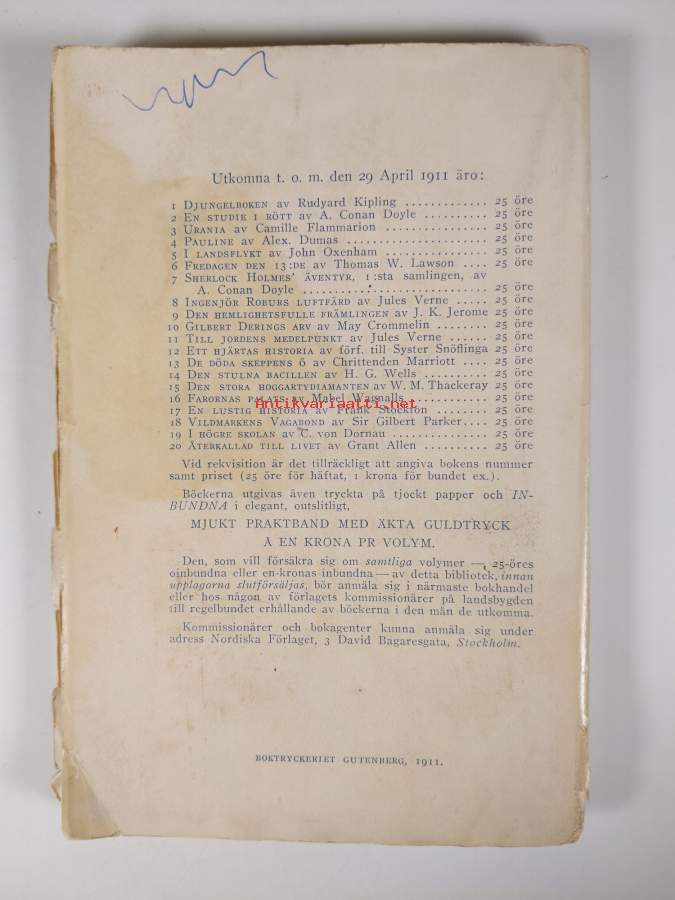 Utkomna t. o. m. den 29 April 1911 äro:
1 Djungelboken av Rudyard Kipling ............ 25 öre
2 En studie i rött av A. Conan Doyle ......... 25 öre
3 Urania av Camille Flammarion ............... 25 öre
4 Pauline av Alex. Dumas ..................... 25 öre
5 I landsflykt av John Oxenham ............... 25 öre
6 Fredagen den 13:de av Thomas W. Lawson .... 25 öre
7 Sherlock Holmes' äventyr, 1:sta samlingen, av
A. Conan Doyle ............................... 25 öre
8 Ingenjör Roburs luftfärd av Jules Verne ..... 25 öre
9 Den hemlighetsfulle främlingen av J. K. Jerome 25 öre
10 Gilbert Derings arv av May Crommelin ....... 25 öre
11 Till jordens medelpunkt av Jules Verne ..... 25 öre
12 Ett hjärtas historia av förf. till Syster Snöflinga 25 öre
13 De döda skeppens ö av Chrittenden Marriott .. 25 öre
14 Den stulna bacillen av H. G. Wells ......... 25 öre
15 Den stora hoggartydiamanten av W. M. Thackeray 25 öre
16 Farornas palats av Mabel Wagnalls .......... 25 öre
Antikvariaatti.net
17 En lustig historia av Frank Stockton ....... 25 öre
18 Vildmarkens Vagabond av Sir Gilbert Parker.... 25 öre
19 I högre skolan av C. von Dornau ............ 25 öre
20 Återkallad till livet av Grant Allen ....... 25 öre
Vid rekvisition är det tillräckligt att angiva bokens nummer
samt priset (25 öre för häftat, 1 krona för bundet ex.).
Böckerna utgivas även tryckta på tjockt papper och IN-
BUNDNA i elegant, outslitligt,
MJUKT PRAKTBAND MED ÄKTA GULDTRYCK
À EN KRONA PR VOLYM.
Den, som vill försäkra sig om samtliga volymer — 25-öres
oinbundna eller en-kronas inbundna — av detta bibliotek, innan
upplagorna slutförsäljas, bör anmäla sig i närmaste bokhandel
eller hos någon av förlagets kommissionärer på landsbygden
till regelbundet erhållande av böckerna i den mån de utkomma.
Kommissionärer och bokagenter kunna anmäla sig under
adress Nordiska Förlaget, 3 David Bagaresgata, Stockholm.
BOKTRYCKERIET GUTENBERG, 1911.